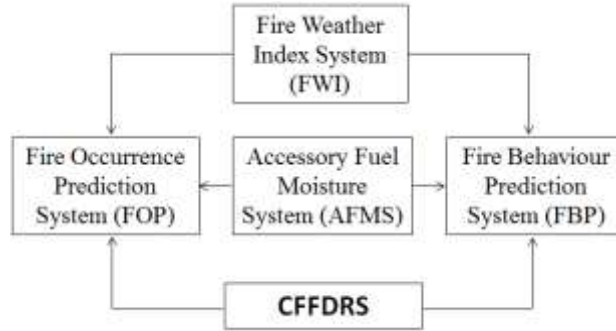 Fire Weather
Index System
(FWI)
Fire Occurrence
Prediction
System (FOP)
Accessory Fuel
Moisture
System (AFMS)
Fire Behaviour
Prediction
System (FBP)
CFFDRS